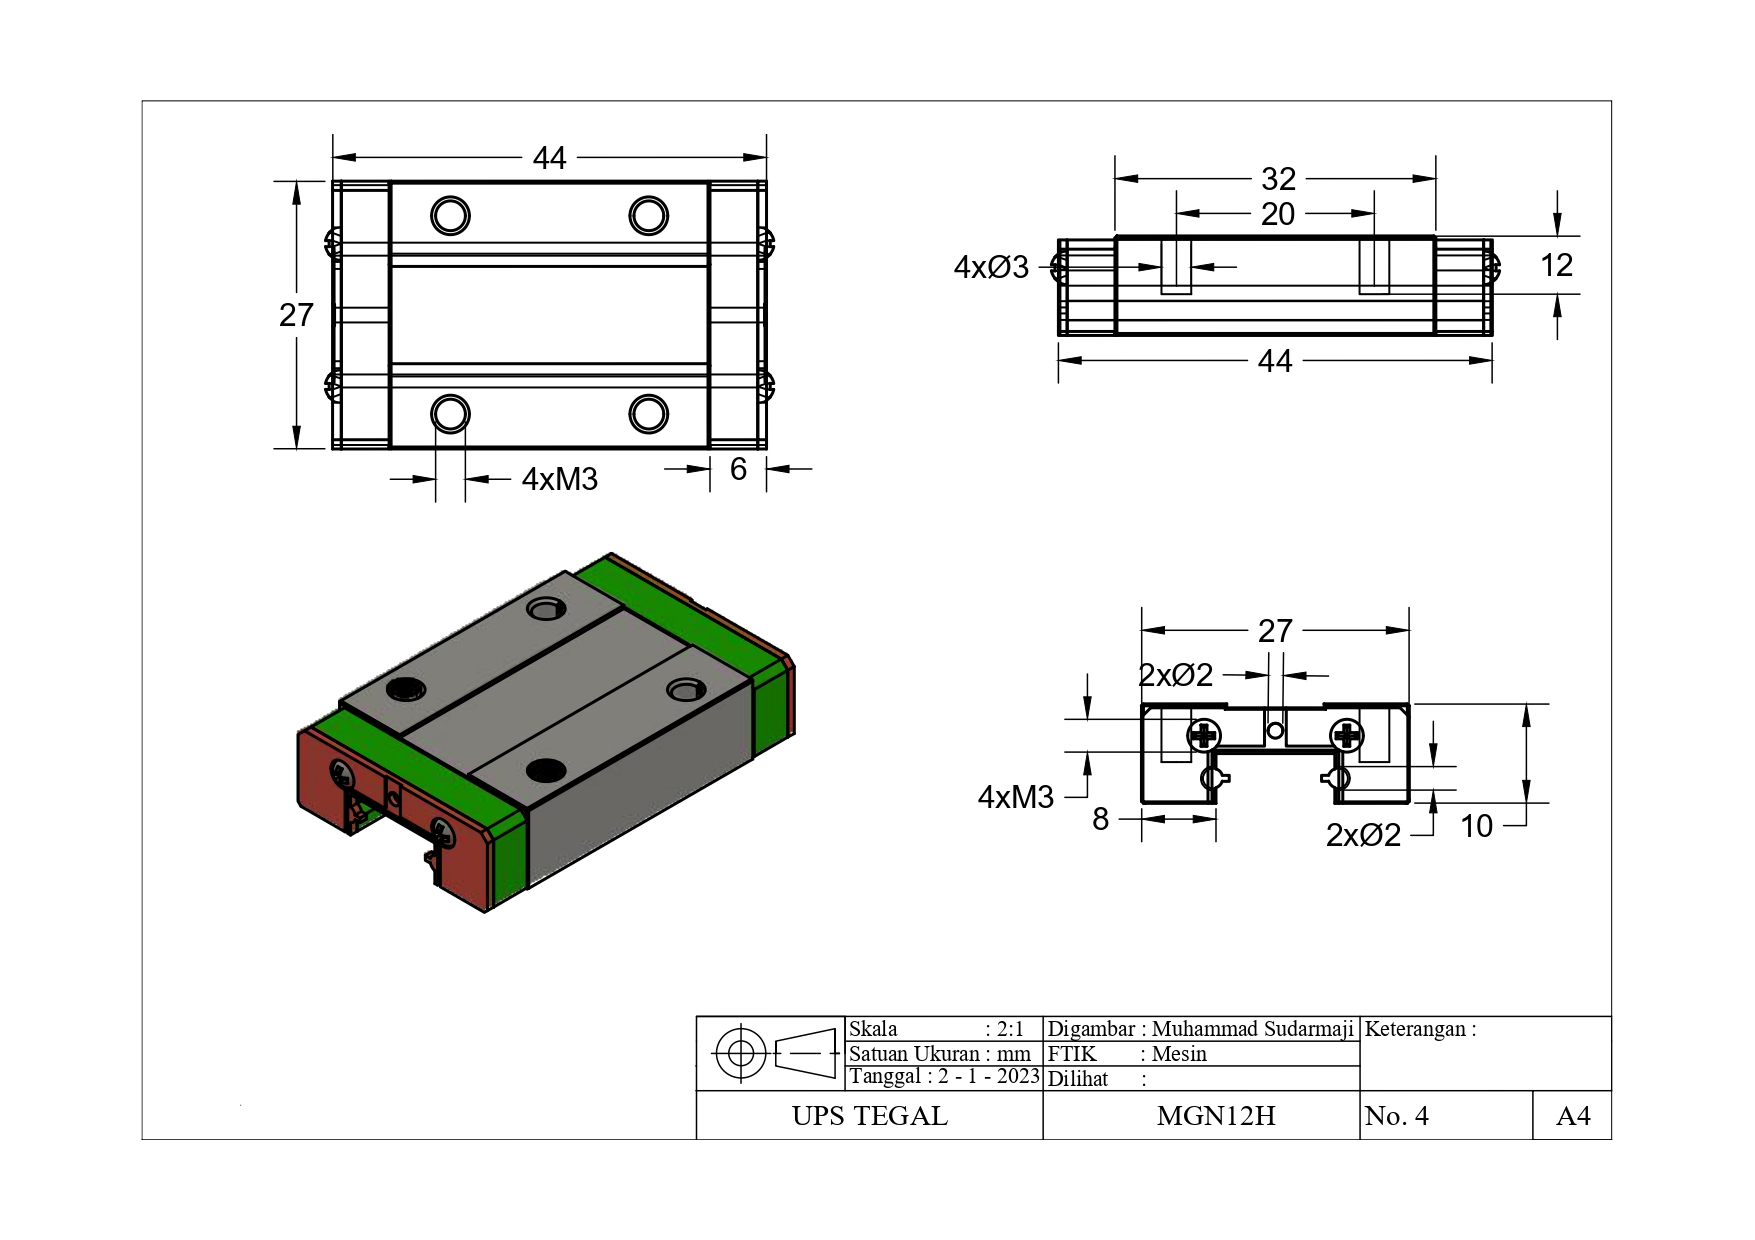 44
27
4xM3
6
32
20
4xØ3
12
44
27
2xØ2
4xM3
8
2xØ2
10
Skala : 2:1
Satuan Ukuran : mm
Tanggal : 2 - 1 - 2023
Digambar : Muhammad Sudarmaji
FTIK : Mesin
Dilihat :
Keterangan :
UPS TEGAL
MGN12H
No. 4
A4